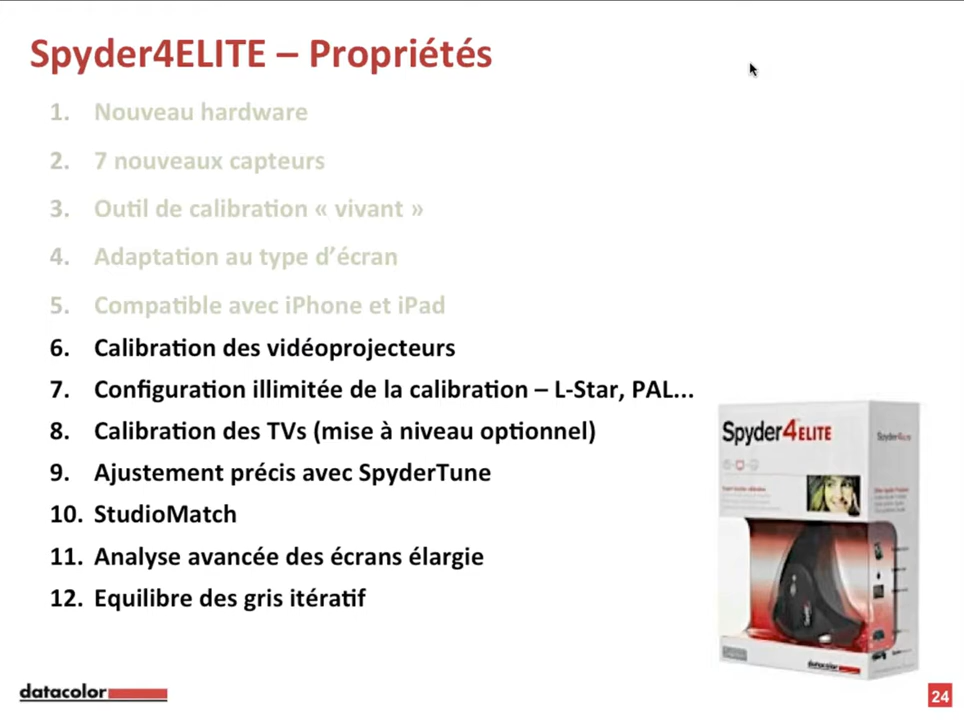 Spyder4ELITE – Propriétés
1. Nouveau hardware
2. 7 nouveaux capteurs
3. Outil de calibration « vivant »
4. Adaptation au type d’écran
5. Compatible avec iPhone et iPad
6. Calibration des vidéoprojecteurs
7. Configuration illimitée de la calibration – L-Star, PAL...
8. Calibration des TVs (mise à niveau optionnel)
9. Ajustement précis avec SpyderTune
10. StudioMatch
11. Analyse avancée des écrans élargie
12. Equilibre des gris itératif
Spyder4ELITE
Spyder4ELITE
datacolor
datacolor
24